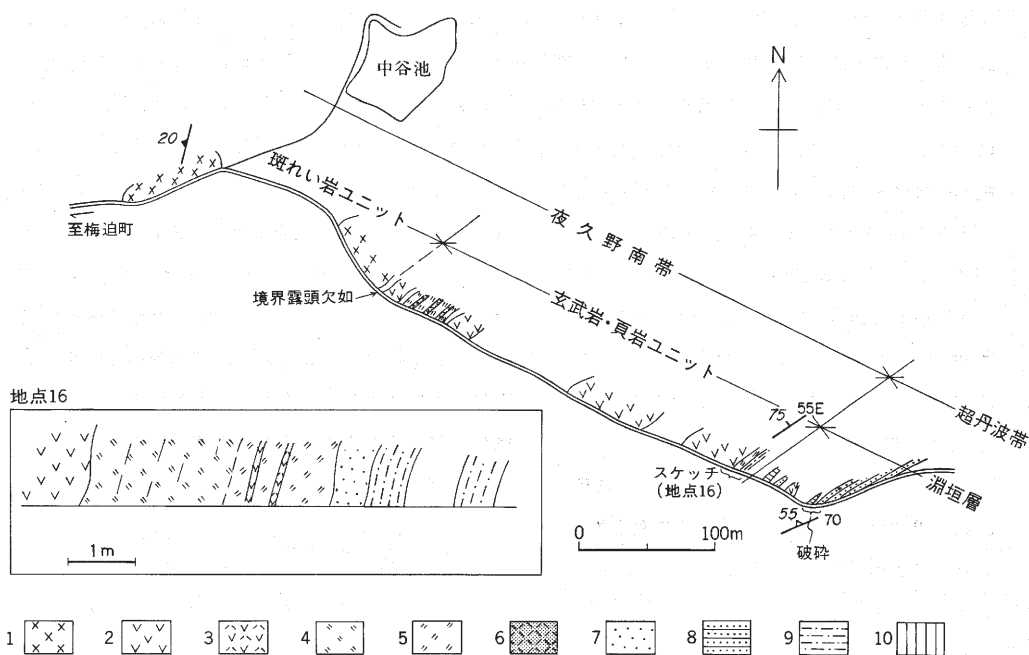 中谷池
N
20
至梅迫町
斑れい岩ユニット
夜久野南帯
境界露頭欠如
玄武岩・頁岩ユニット
超丹波帯
75 55E
淵垣層
スケッチ
(地点16)
55 70
破砕
0 100m
地点16
1m
1 2 3 4 5 6 7 8 9 10